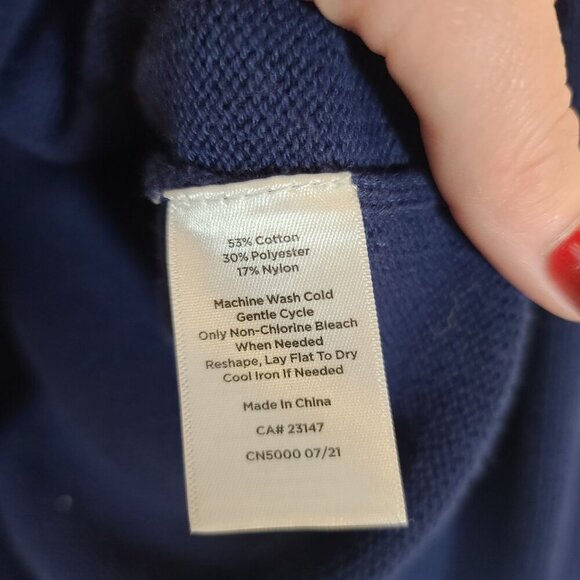 53% Cotton
30% Polyester
17% Nylon
Machine Wash Cold
Gentle Cycle
Only Non-Chlorine Bleach
When Needed
Reshape, Lay Flat To Dry
Cool Iron If Needed
Made In China
CA# 23147
CN5000 07/21